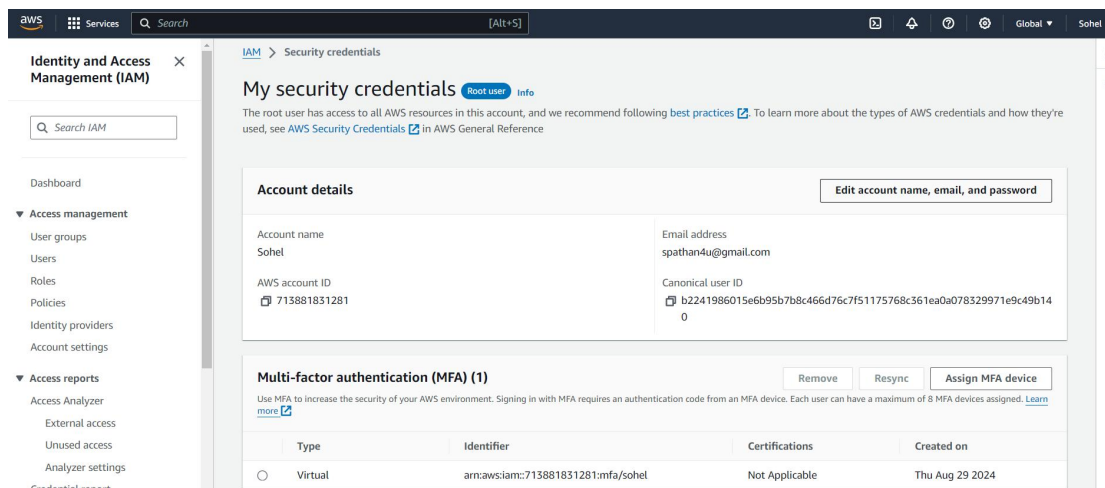 aws
Services
Search
[Alt+S]
Global
Sohel
Identity and Access
Management (IAM)
Search IAM
Dashboard
Access management
User groups
Users
Roles
Policies
Identity providers
Account settings
Access reports
Access Analyzer
External access
Unused access
Analyzer settings
Credential report
IAM > Security credentials
My security credentials Root user Info
The root user has access to all AWS resources in this account, and we recommend following best practices. To learn more about the types of AWS credentials and how they're
used, see AWS Security Credentials in AWS General Reference
Account details
Edit account name, email, and password
Account name
Sohel
Email address
spathan4u@gmail.com
AWS account ID
713881831281
Canonical user ID
b2241986015e6b95b7b8c466d76c7f51175768c361ea0a078329971e9c49b14
0
Multi-factor authentication (MFA) (1)
Remove
Resync
Assign MFA device
Use MFA to increase the security of your AWS environment. Signing in with MFA requires an authentication code from an MFA device. Each user can have a maximum of 8 MFA devices assigned. Learn
more
Type Identifier Certifications Created on
Virtual arn:aws:iam::713881831281:mfa/sohel Not Applicable Thu Aug 29 2024